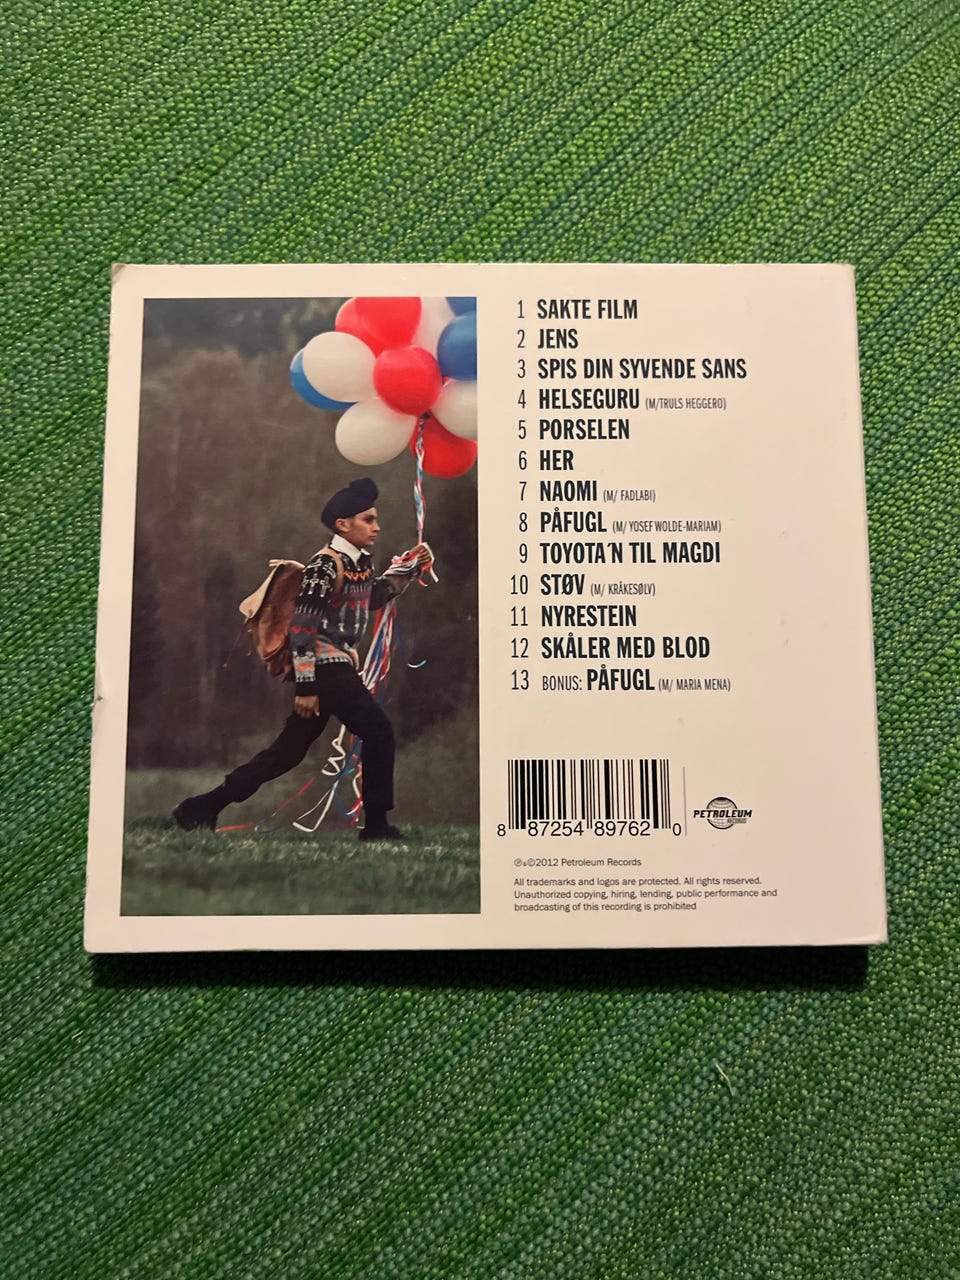 1 SAKTE FILM
2 JENS
3 SPIS DIN SYVENDE SANS
4 HELSEGURU (M/TRULS HEGGERO)
5 PORSELEN
6 HER
7 NAOMI (M/ FADLABI)
8 PÅFUGL (M/ YOSEF WOLDE-MARIAM)
9 TOYOTA´N TIL MAGDI
10 STØV (M/ KRÅKESØLV)
11 NYRESTEIN
12 SKÅLER MED BLOD
13 BONUS: PÅFUGL (M/ MARIA MENA)
8 87254 89762 0
PETROLEUM
RECORDS
℗&©2012 Petroleum Records
All trademarks and logos are protected. All rights reserved.
Unauthorized copying, hiring, lending, public performance and
broadcasting of this recording is prohibited